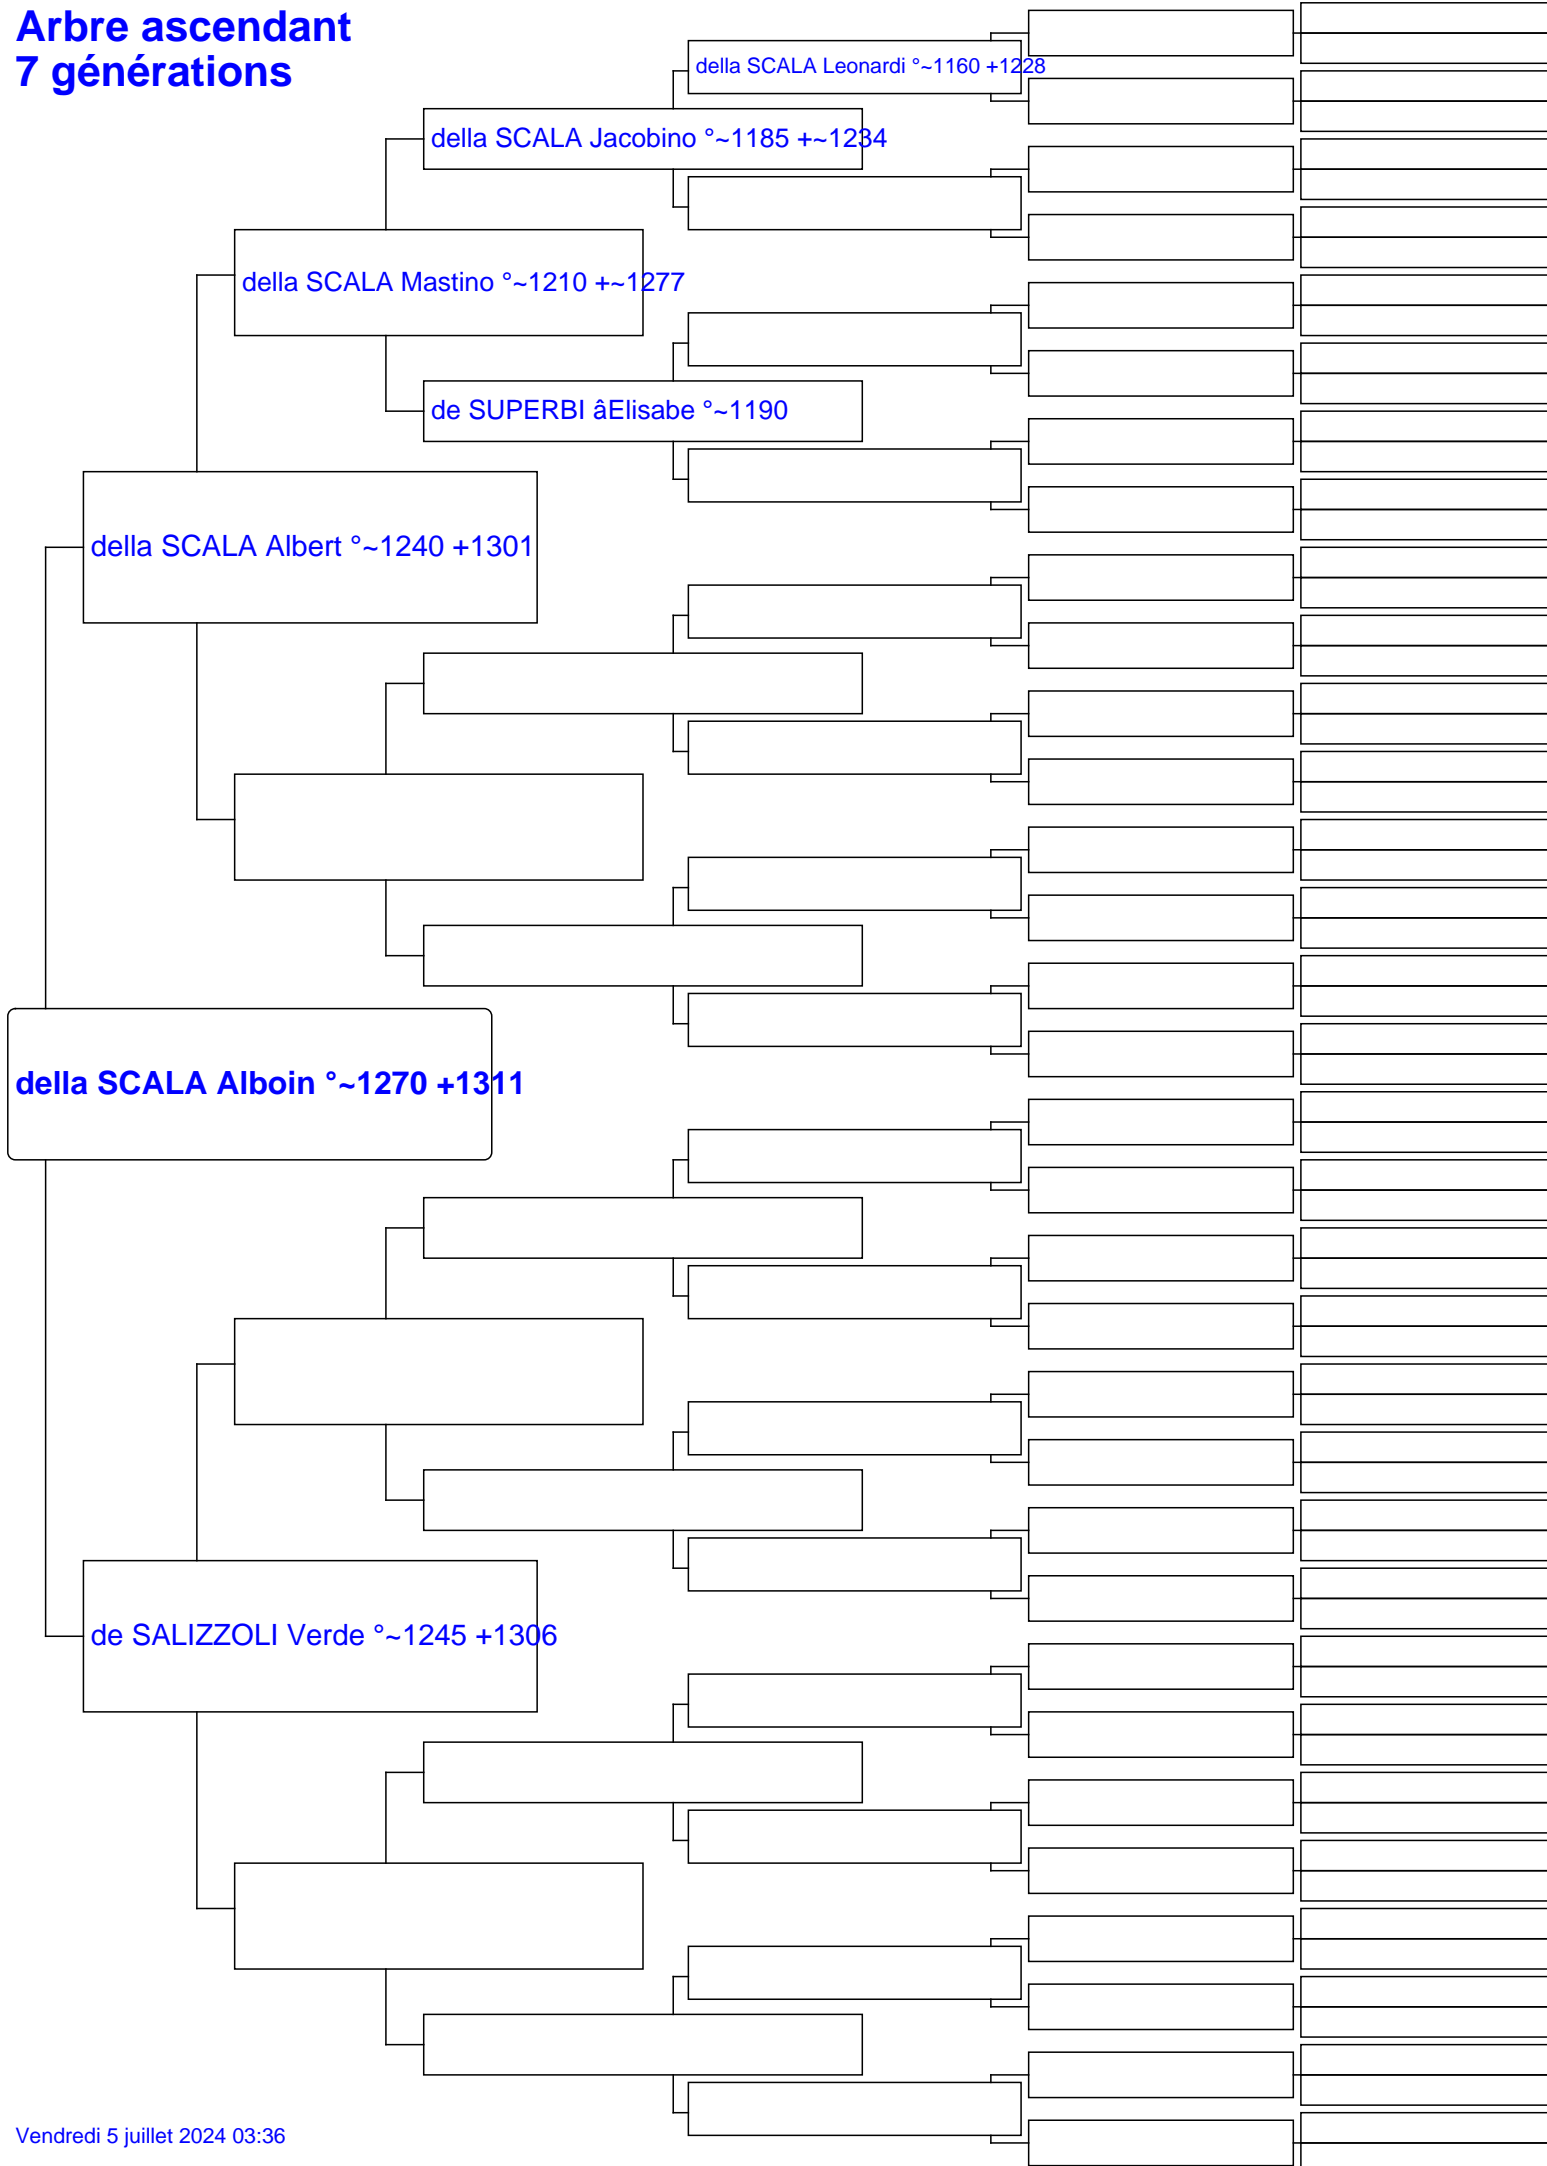 Arbre ascendant
7 générations
della SCALA Leonardi °~1160 +1228
della SCALA Jacobino °~1185 +~1234
della SCALA Mastino °~1210 +~1277
de SUPERBI âElisabe °~1190
della SCALA Albert °~1240 +1301
della SCALA Alboin °~1270 +1311
de SALIZZOLI Verde °~1245 +1306
Vendredi 5 juillet 2024 03:36